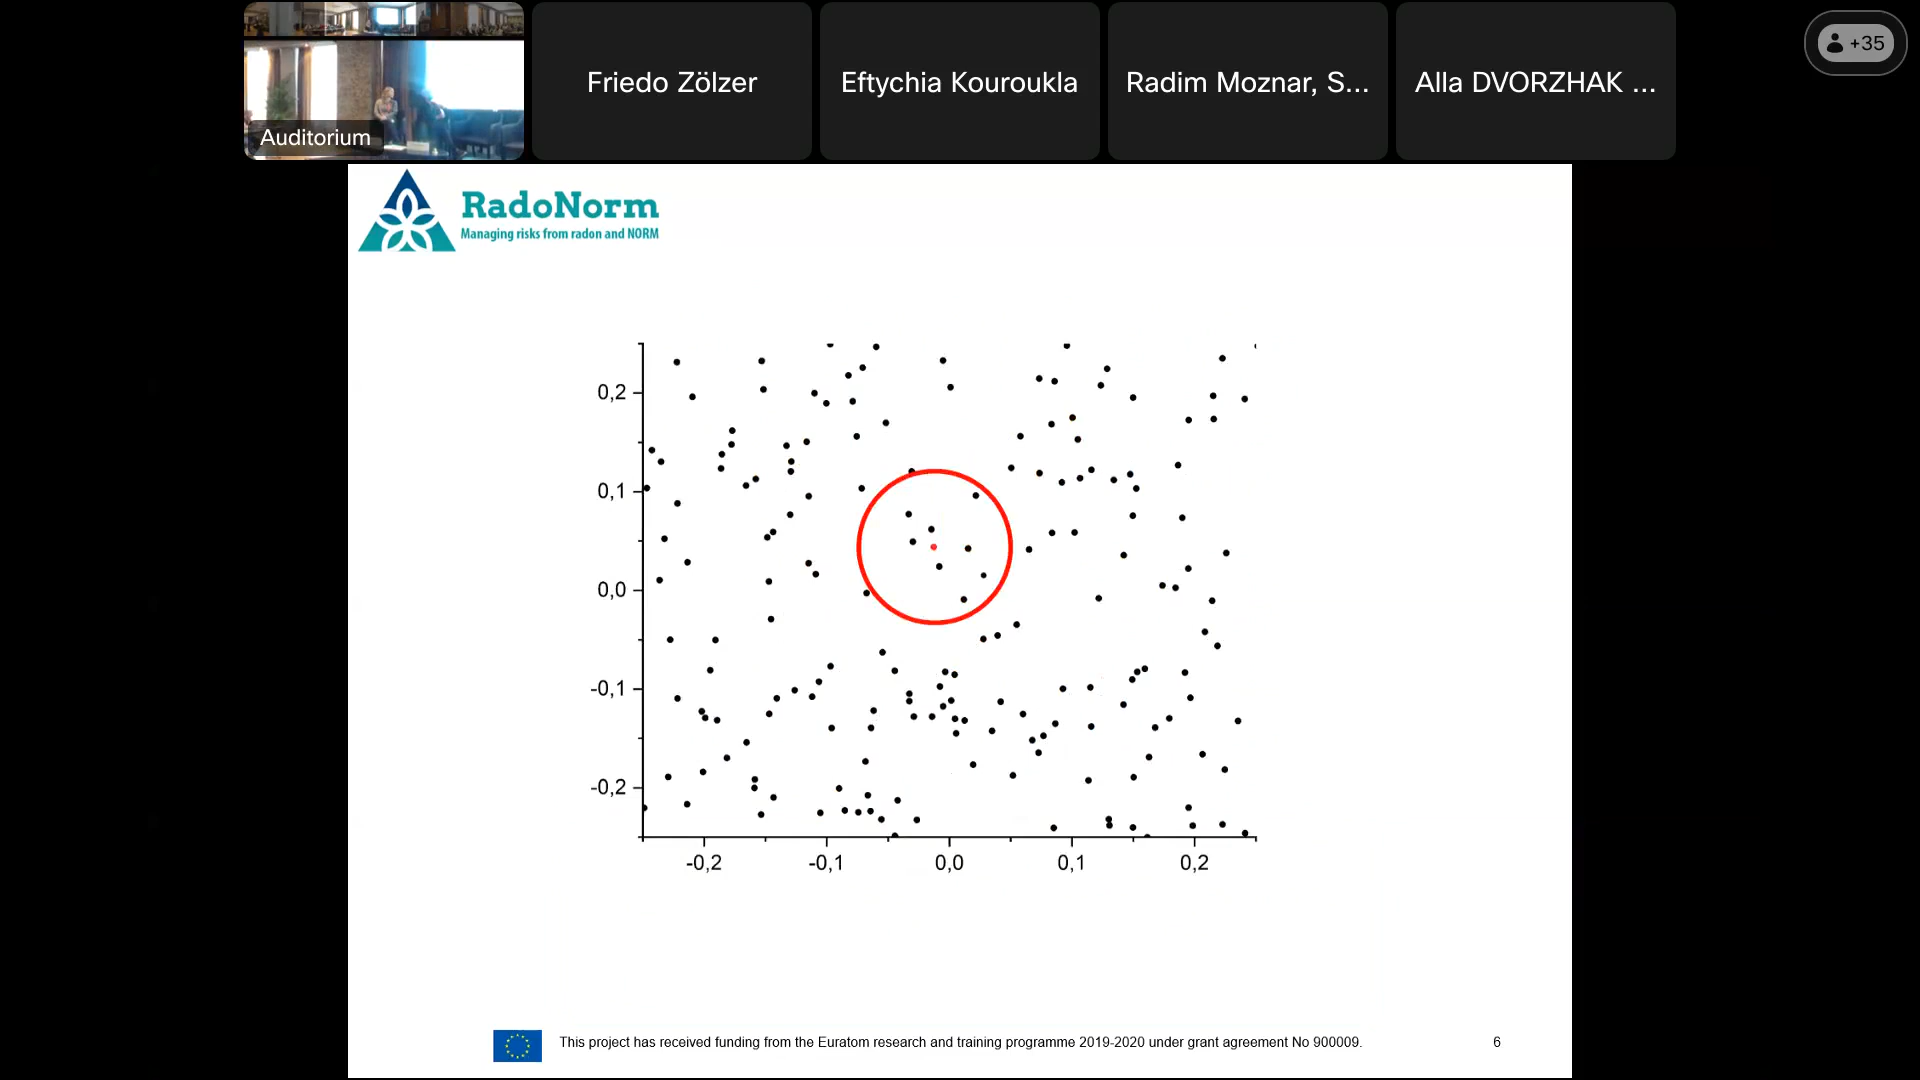 Auditorium
Friedo Zölzer
Eftychia Kouroukla
Radim Moznar, S...
Alla DVORZHAK ...
+35
RadoNorm
Managing risks from radon and NORM
0,2
0,1
0,0
-0,1
-0,2
-0,2 -0,1 0,0 0,1 0,2
This project has received funding from the Euratom research and training programme 2019-2020 under grant agreement No 900009.
6